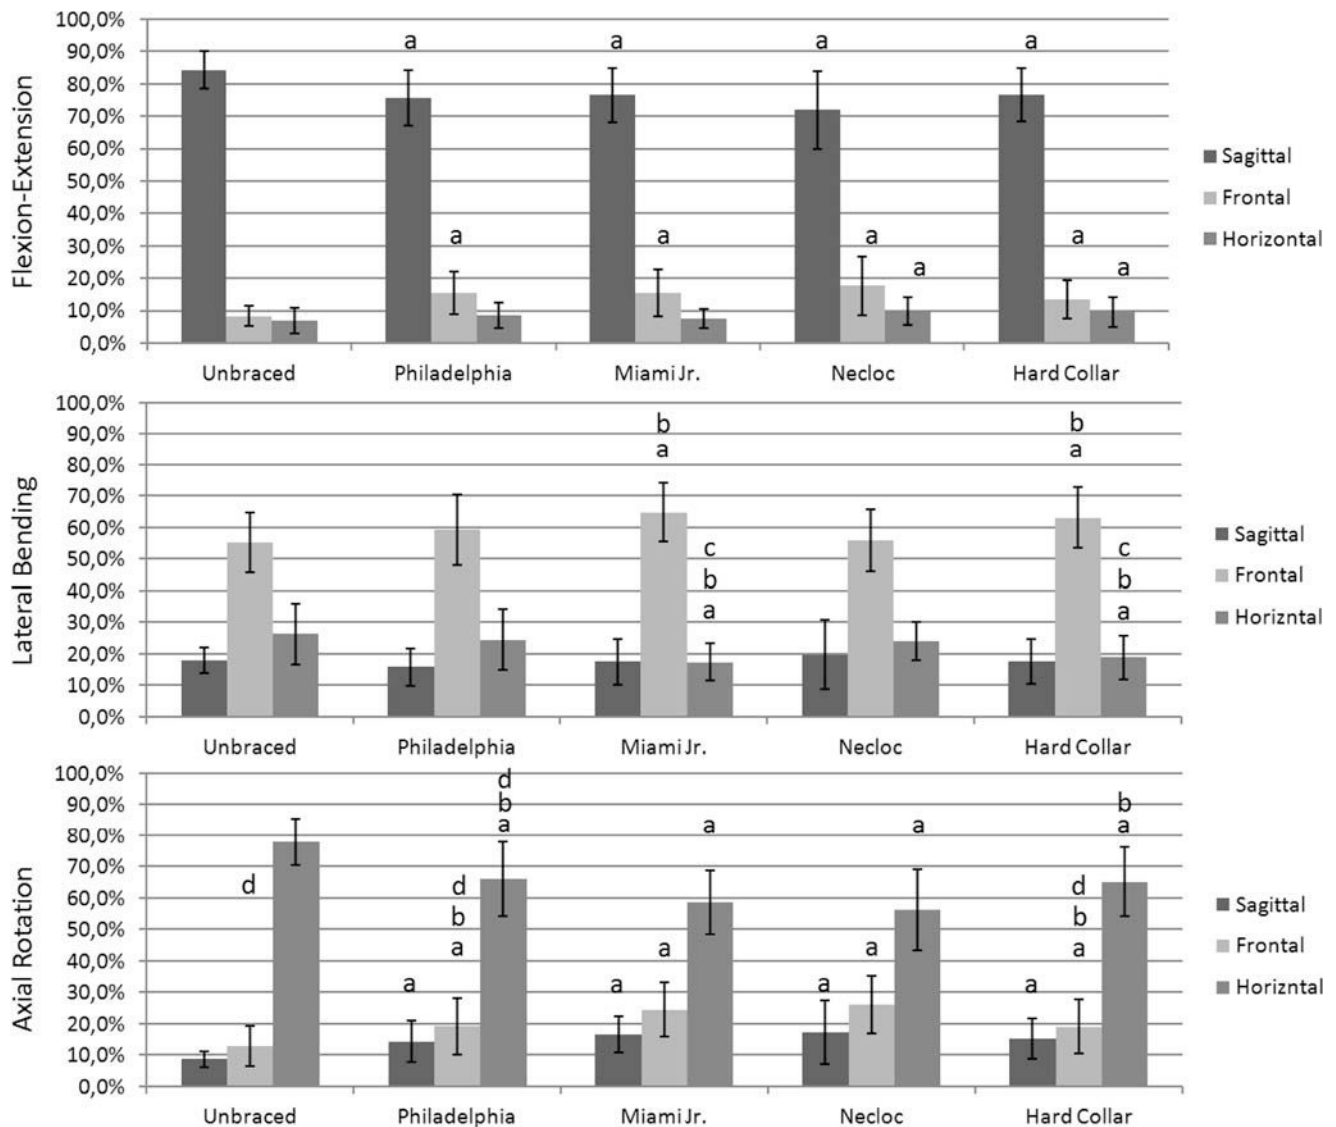 Flexion-Extension
100,0%
90,0%
80,0%
70,0%
60,0%
50,0%
40,0%
30,0%
20,0%
10,0%
0,0%
a a a a
a a a a
a a
Unbraced Philadelphia Miami Jr. Necloc Hard Collar
Sagittal
Frontal
Horizontal
Lateral Bending
100,0%
90,0%
80,0%
70,0%
60,0%
50,0%
40,0%
30,0%
20,0%
10,0%
0,0%
b b
a a
c c
b b
a a
Unbraced Philadelphia Miami Jr. Necloc Hard Collar
Sagittal
Frontal
Horizntal
Axial Rotation
100,0%
90,0%
80,0%
70,0%
60,0%
50,0%
40,0%
30,0%
20,0%
10,0%
0,0%
d
b b
a a a a
d d d
b b
a a a a
a a a a
Unbraced Philadelphia Miami Jr. Necloc Hard Collar
Sagittal
Frontal
Horizntal